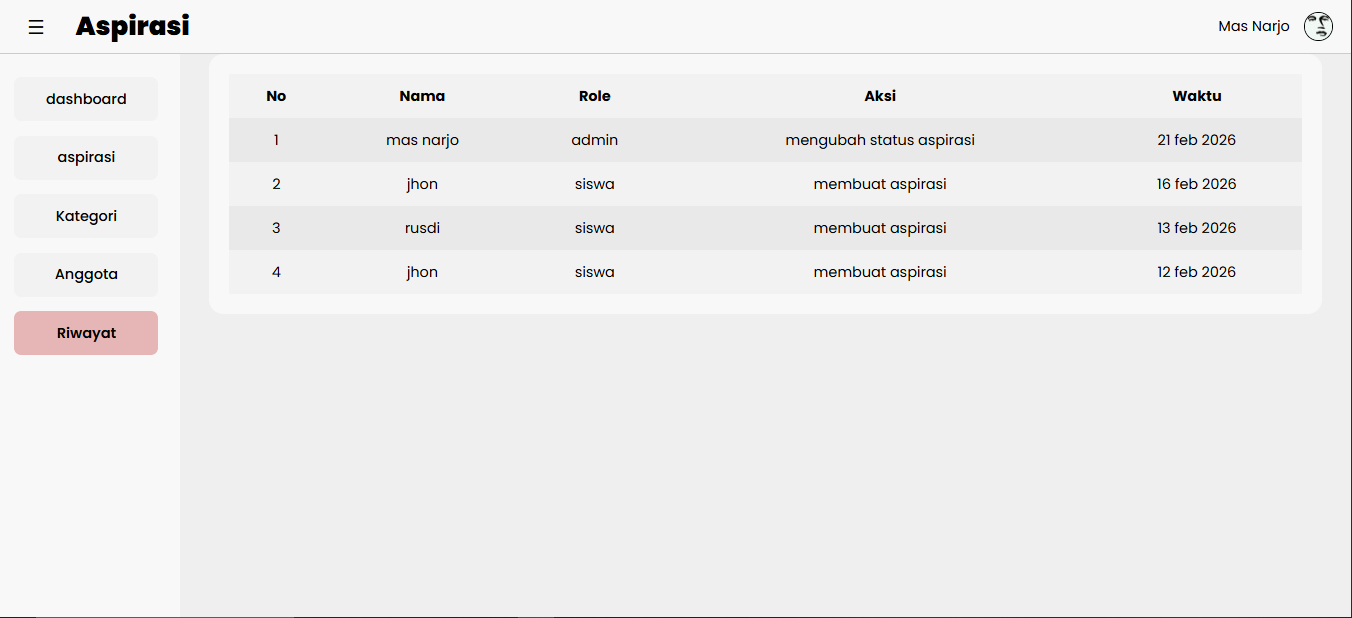 ☰ Aspirasi Mas Narjo
dashboard
aspirasi
Kategori
Anggota
Riwayat
No Nama Role Aksi Waktu
1 mas narjo admin mengubah status aspirasi 21 feb 2026
2 jhon siswa membuat aspirasi 16 feb 2026
3 rusdi siswa membuat aspirasi 13 feb 2026
4 jhon siswa membuat aspirasi 12 feb 2026